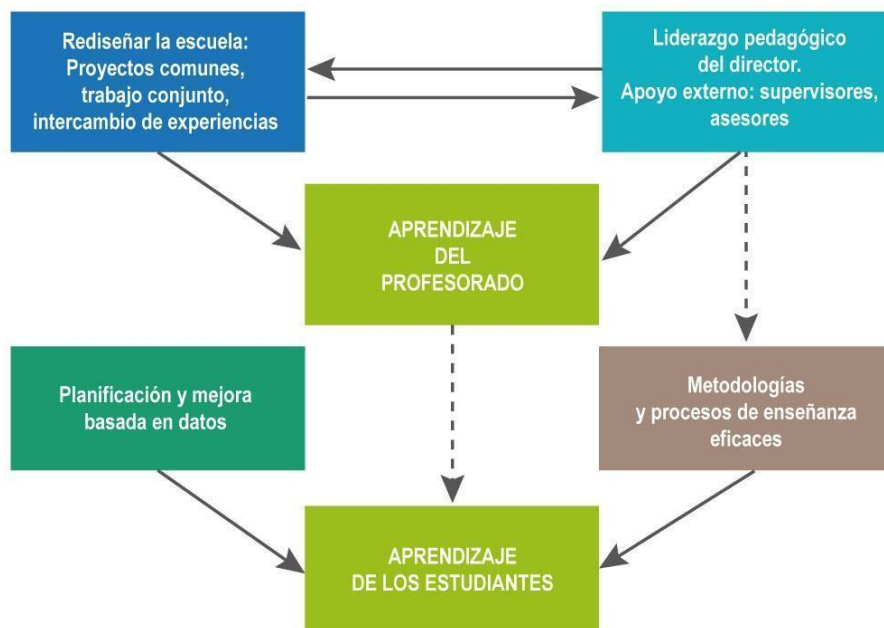 Rediseñar la escuela:
Proyectos comunes,
trabajo conjunto,
intercambio de experiencias
Liderazgo pedagógico
del director.
Apoyo externo: supervisores,
asesores
APRENDIZAJE
DEL
PROFESORADO
Planificación y mejora
basada en datos
Metodologías
y procesos de enseñanza
eficaces
APRENDIZAJE
DE LOS ESTUDIANTES